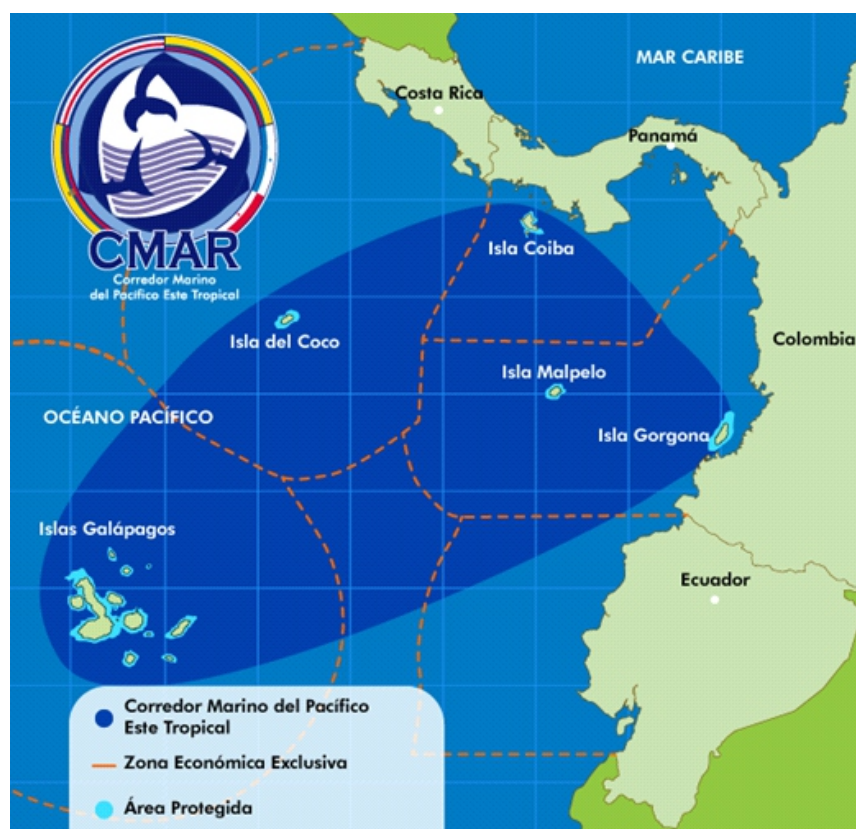 MAR CARIBE
Costa Rica
Panamá
CMAR
Corredor Marino
del Pacífico Este Tropical
Isla Coiba
Isla del Coco
Colombia
Isla Malpelo
OCÉANO PACÍFICO
Isla Gorgona
Islas Galápagos
Ecuador
Corredor Marino del Pacífico
Este Tropical
Zona Económica Exclusiva
Área Protegida